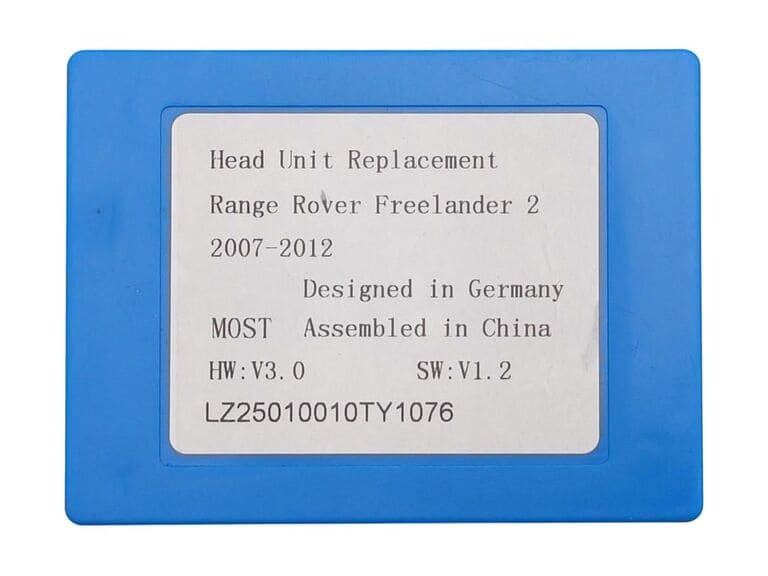 Head Unit Replacement
Range Rover Freelander 2
2007-2012
Designed in Germany
MOST Assembled in China
HW:V3.0 SW:V1.2
LZ25010010TY1076